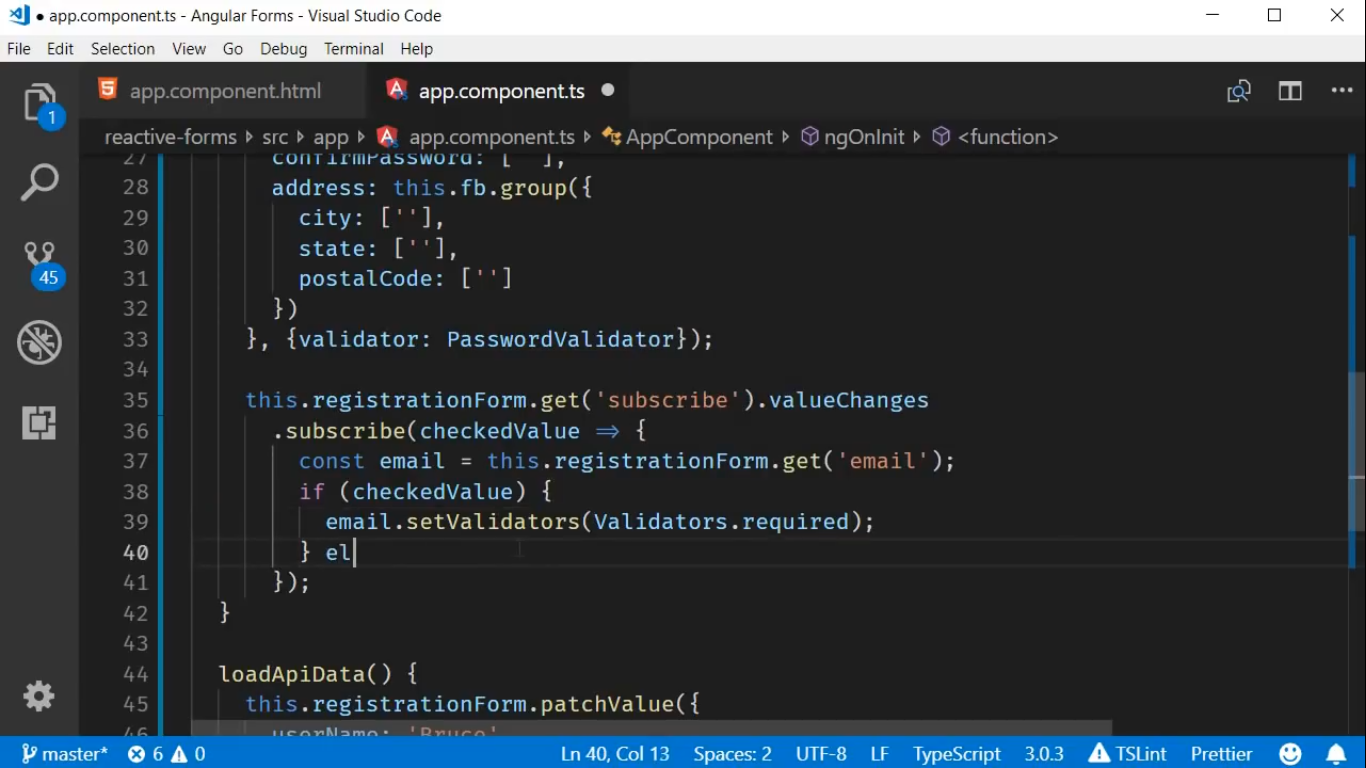 app.component.ts - Angular Forms - Visual Studio Code
File Edit Selection View Go Debug Terminal Help
app.component.html app.component.ts
1
reactive-forms src app app.component.ts AppComponent ngOnInit <function>
27 confirmPassword: [''],
28 address: this.fb.group({
29 city: [''],
30 state: [''],
31 postalCode: ['']
32 })
33 }, {validator: PasswordValidator});
34
35 this.registrationForm.get('subscribe').valueChanges
36 .subscribe(checkedValue => {
37 const email = this.registrationForm.get('email');
38 if (checkedValue) {
39 email.setValidators(Validators.required);
40 } el
41 });
42 }
43
44 loadApiData() {
45 this.registrationForm.patchValue({
46 userName: 'Bruce'
45
master* 6 0 Ln 40, Col 13 Spaces: 2 UTF-8 LF TypeScript 3.0.3 TSLint Prettier